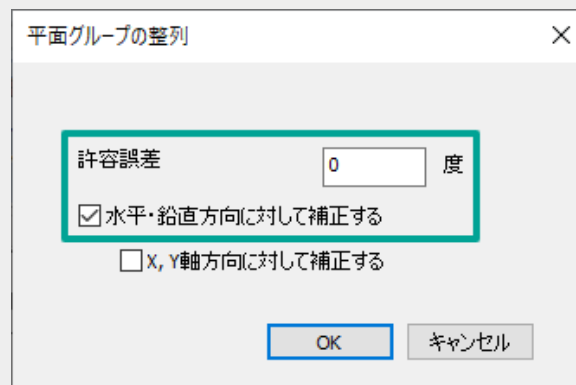 平面グループの整列
許容誤差 0 度
水平・鉛直方向に対して補正する
X, Y軸方向に対して補正する
OK キャンセル